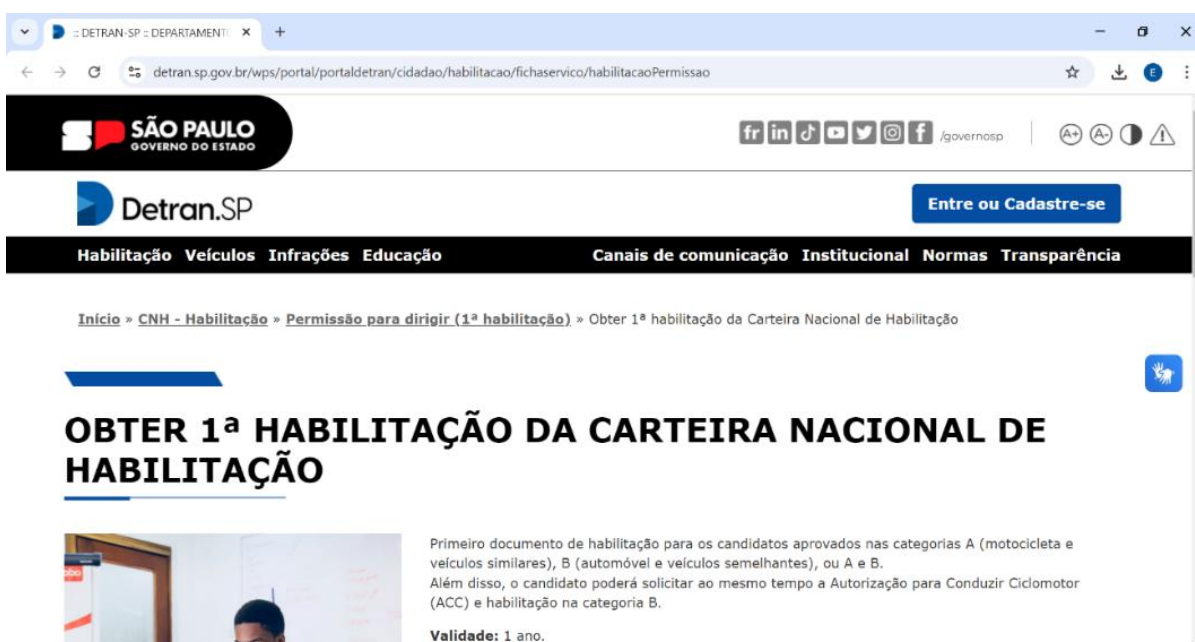 :: DETRAN-SP :: DEPARTAMENT
detran.sp.gov.br/wps/portal/portaldetran/cidadao/habilitacao/fichaservico/habilitacaoPermissao
E
SÃO PAULO
GOVERNO DO ESTADO
fr in f /governosp A+ A-
Detran.SP
Entre ou Cadastre-se
Habilitação Veículos Infrações Educação Canais de comunicação Institucional Normas Transparência
Início » CNH - Habilitação » Permissão para dirigir (1ª habilitação) » Obter 1ª habilitação da Carteira Nacional de Habilitação
OBTER 1ª HABILITAÇÃO DA CARTEIRA NACIONAL DE
HABILITAÇÃO
Primeiro documento de habilitação para os candidatos aprovados nas categorias A (motocicleta e
veículos similares), B (automóvel e veículos semelhantes), ou A e B.
Além disso, o candidato poderá solicitar ao mesmo tempo a Autorização para Conduzir Ciclomotor
(ACC) e habilitação na categoria B.
Validade: 1 ano.